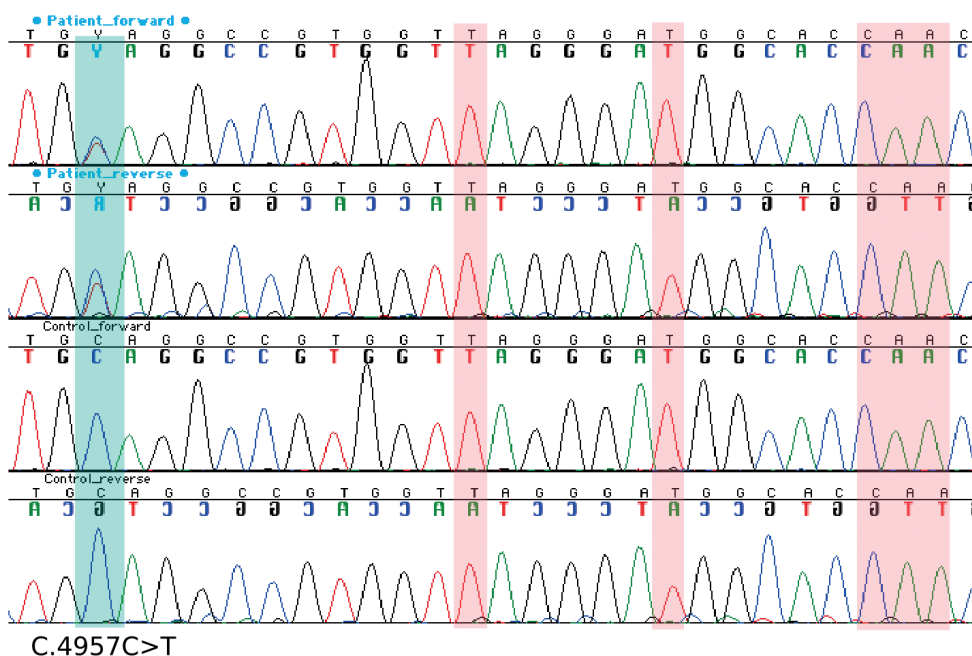 • Patient_forward •
T G Y A G G C C G T G G T T A G G G A T G G C A C C A A C
T G Y A G G C C G T G G T T A G G G A T G G C A C C A A C
• Patient_reverse •
T G Y A G G C C G T G G T T A G G G A T G G C A C C A A
A C R T C C G G C A C C A A T C C C T A C C G T G G T T
Control_forward
T G C A G G C C G T G G T T A G G G A T G G C A C C A A C
T G C A G G C C G T G G T T A G G G A T G G C A C C A A C
Control_reverse
T G C A G G C C G T G G T T A G G G A T G G C A C C A A
A C G T C C G G C A C C A A T C C C T A C C G T G G T T
C.4957C>T